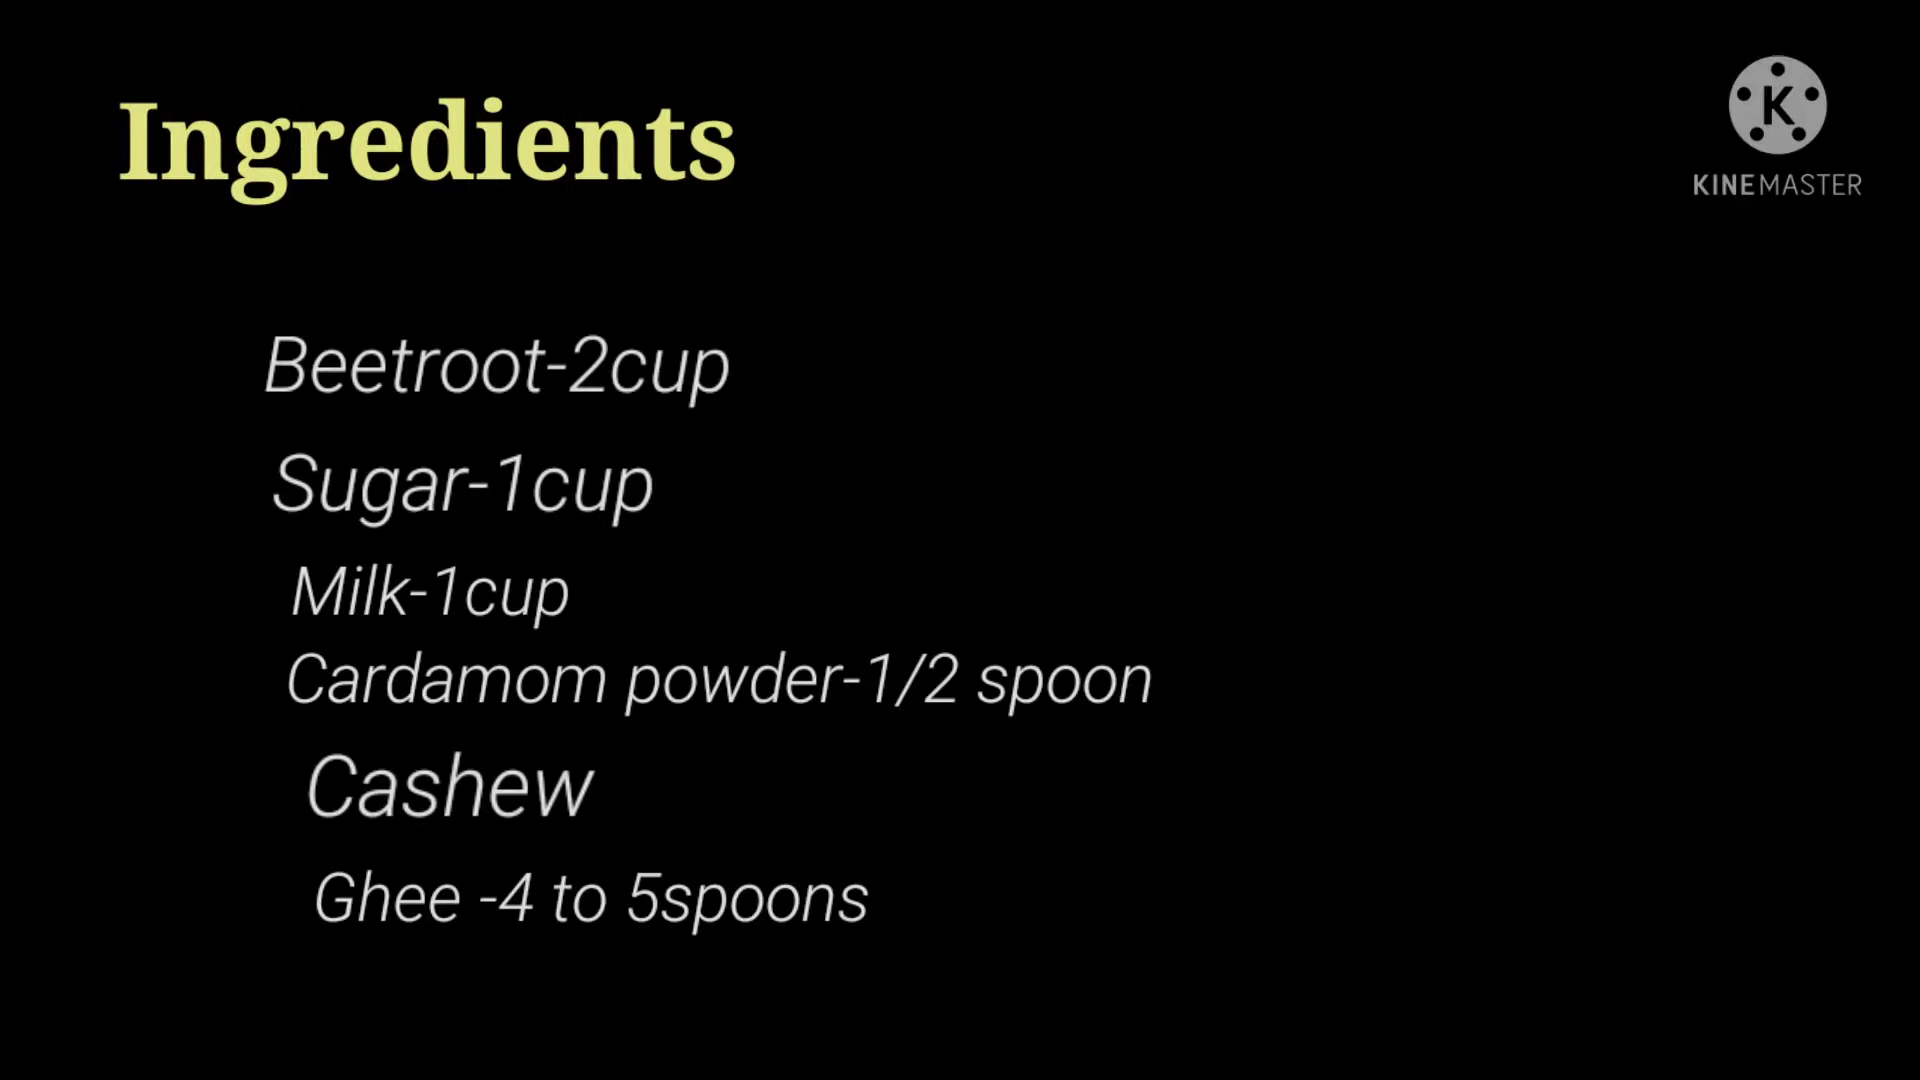 Ingredients
K
KINEMASTER
Beetroot-2cup
Sugar-1cup
Milk-1cup
Cardamom powder-1/2 spoon
Cashew
Ghee -4 to 5spoons